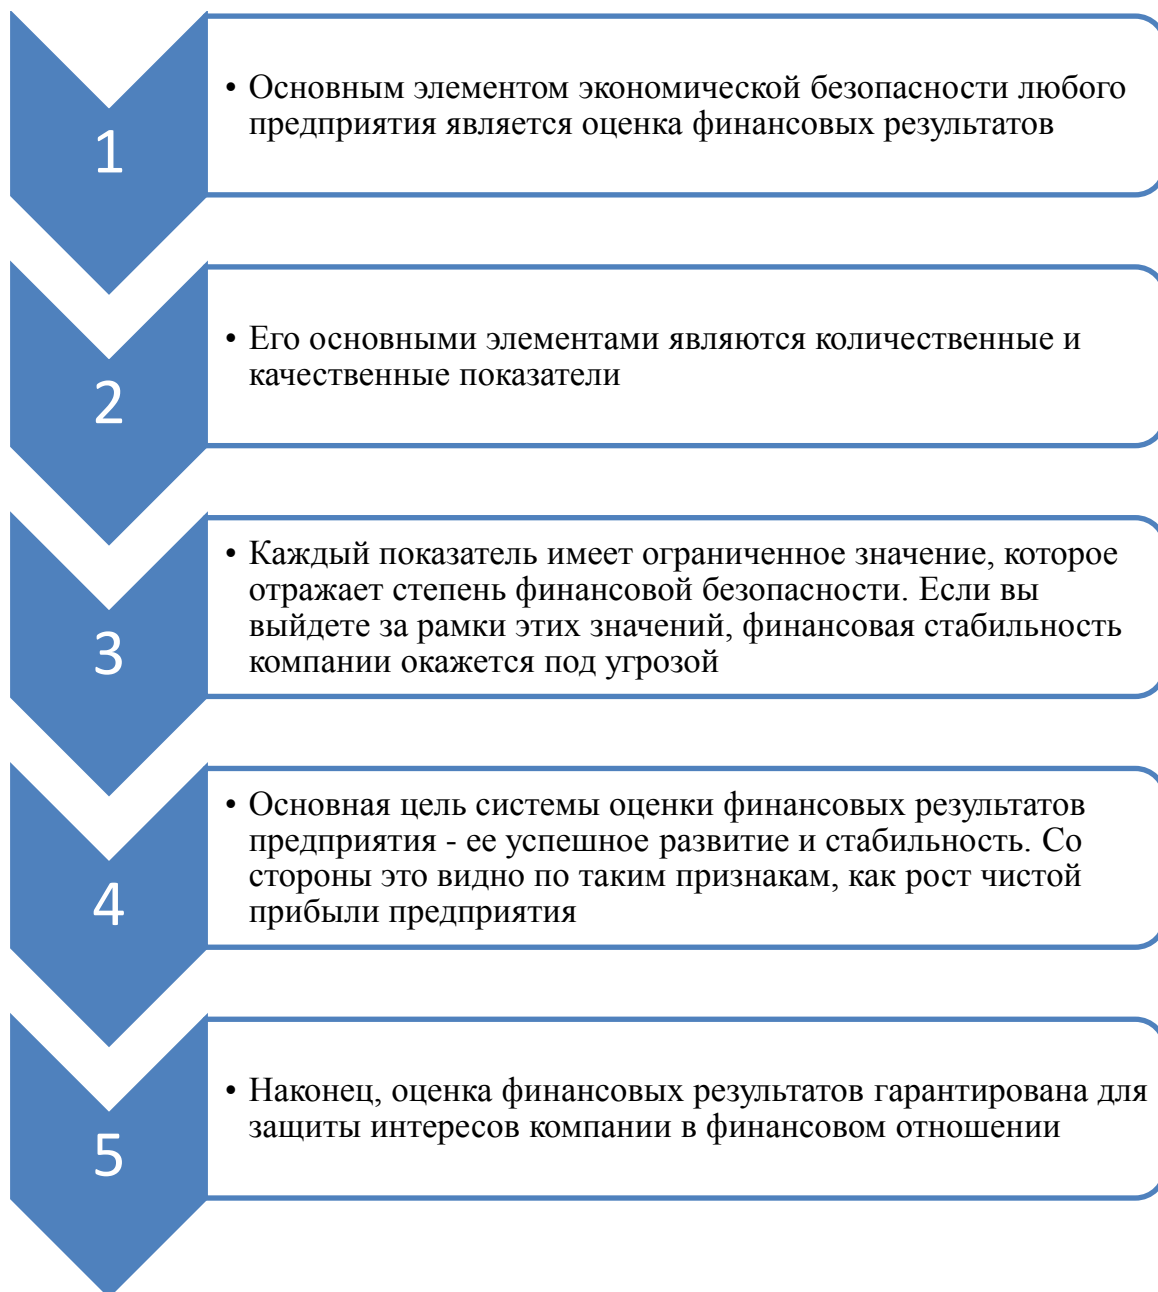 1
• Основным элементом экономической безопасности любого
предприятия является оценка финансовых результатов
2
• Его основными элементами являются количественные и
качественные показатели
3
• Каждый показатель имеет ограниченное значение, которое
отражает степень финансовой безопасности. Если вы
выйдете за рамки этих значений, финансовая стабильность
компании окажется под угрозой
4
• Основная цель системы оценки финансовых результатов
предприятия - ее успешное развитие и стабильность. Со
стороны это видно по таким признакам, как рост чистой
прибыли предприятия
5
• Наконец, оценка финансовых результатов гарантирована для
защиты интересов компании в финансовом отношении